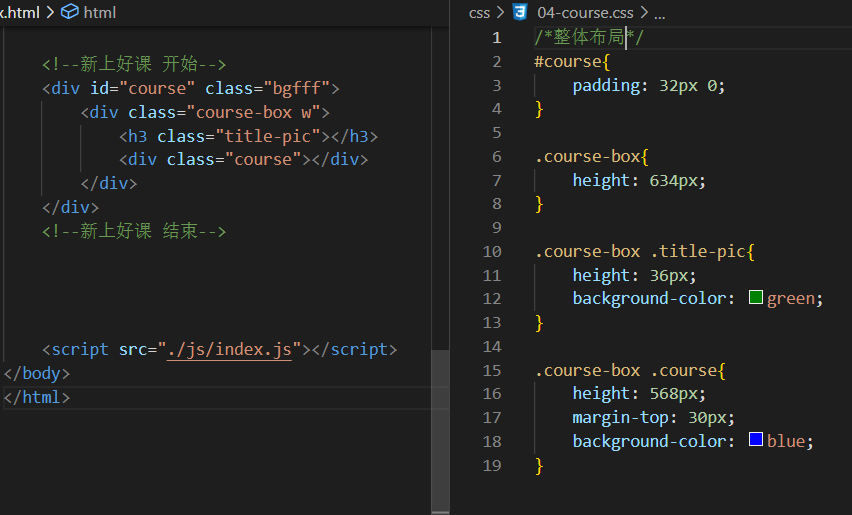 x.html > html
<!--新上好课 开始-->
<div id="course" class="bgfff">
<div class="course-box w">
<h3 class="title-pic"></h3>
<div class="course"></div>
</div>
</div>
<!--新上好课 结束-->
<script src="./js/index.js"></script>
</body>
</html>
css > 04-course.css > ...
1 /*整体布局*/
2 #course{
3 padding: 32px 0;
4 }
5
6 .course-box{
7 height: 634px;
8 }
9
10 .course-box .title-pic{
11 height: 36px;
12 background-color: green;
13 }
14
15 .course-box .course{
16 height: 568px;
17 margin-top: 30px;
18 background-color: blue;
19 }